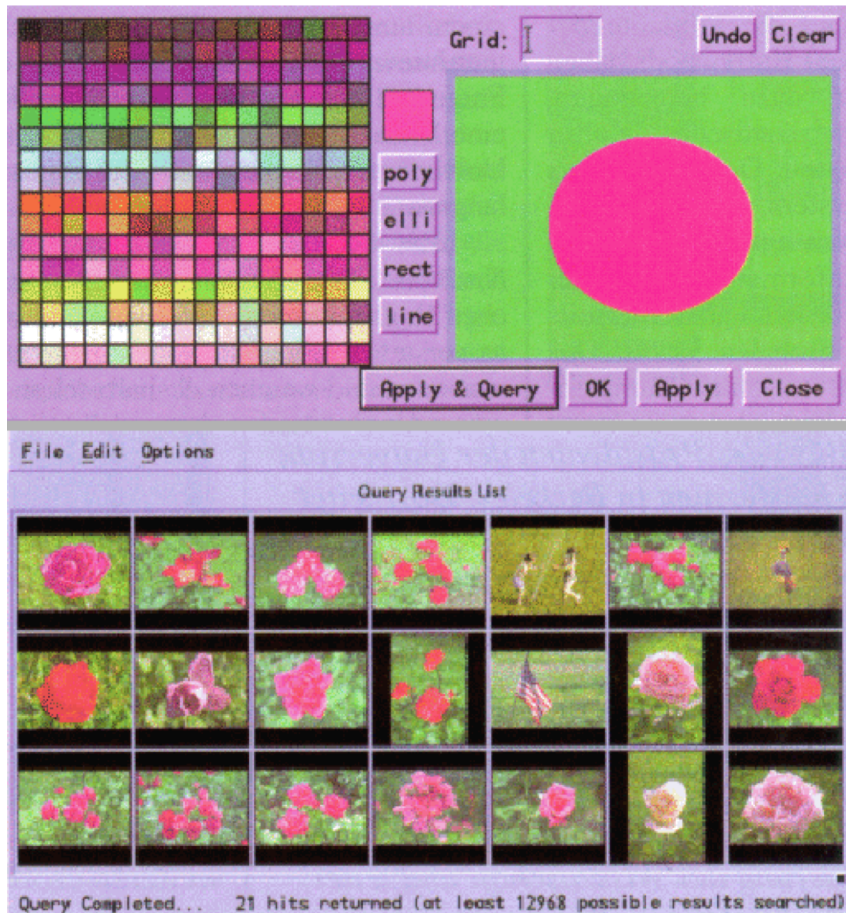 Grid:
Undo
Clear
poly
elli
rect
line
Apply & Query
OK
Apply
Close
File Edit Options
Query Results List
Query Completed... 21 hits returned (at least 12968 possible results searched)